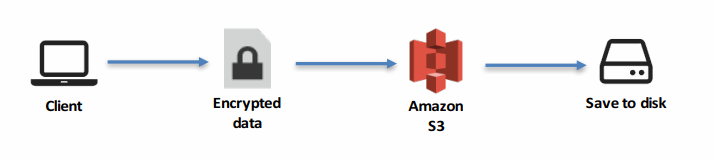 Client
Encrypted
data
Amazon
S3
Save to disk